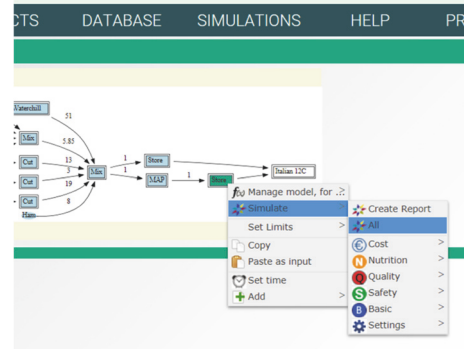 CTS DATABASE SIMULATIONS HELP PR
Waterchill
51
Mix
5.85
Cut
13
3
Cut
19
Cut
8
Ham
Mix
1
Store
1
MAP
1
Store
Italian 12C
f(x) Manage model, for .:
Simulate >
Set Limits >
Copy
Paste as input
Set time
Add >
Create Report
All
€ Cost >
N Nutrition >
Q Quality >
S Safety >
B Basic >
Settings >